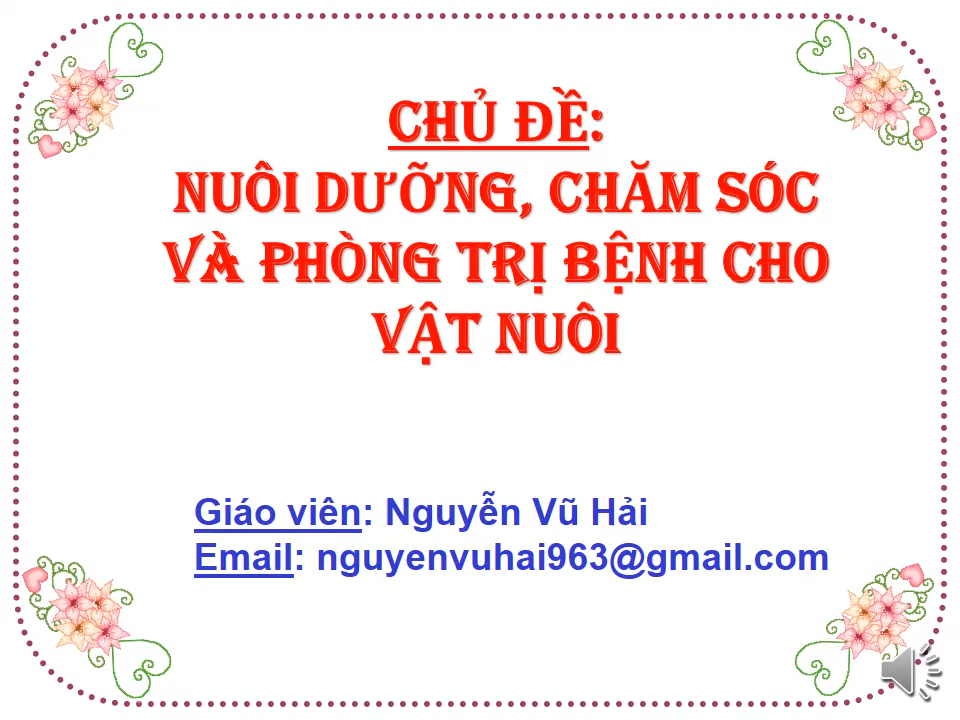 CHỦ ĐỀ:
NUÔI DƯỠNG, CHĂM SÓC
VÀ PHÒNG TRỊ BỆNH CHO
VẬT NUÔI
Giáo viên: Nguyễn Vũ Hải
Email: nguyenvuhai963@gmail.com